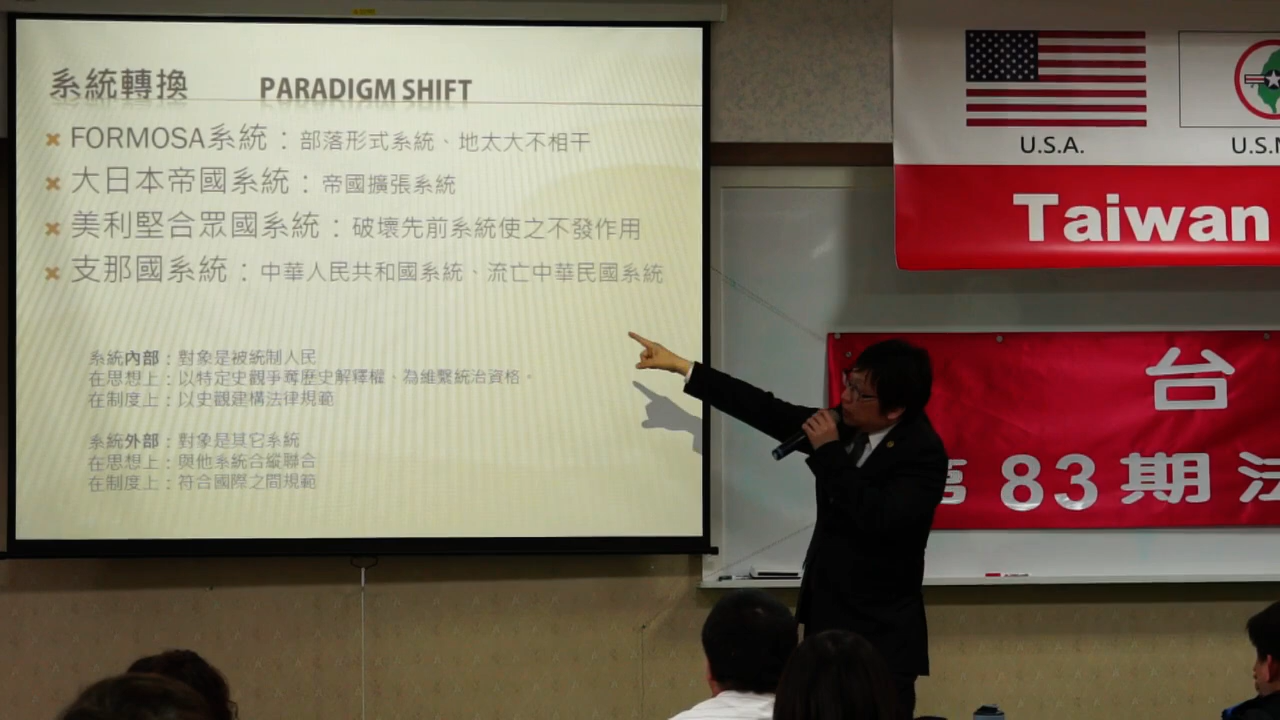 系統轉換 PARADIGM SHIFT
FORMOSA系統：部落形式系統、地太大不相干
大日本帝國系統：帝國擴張系統
美利堅合眾國系統：破壞先前系統使之不發作用
支那國系統：中華人民共和國系統、流亡中華民國系統
系統內部：對象是被統制人民
在思想上：以特定史觀爭奪歷史解釋權、為維繫統治資格。
在制度上：以史觀建構法律規範
系統外部：對象是其它系統
在思想上：與他系統合縱聯合
在制度上：符合國際之間規範
U.S.A.
U.S.
Taiwan
台
第83期法